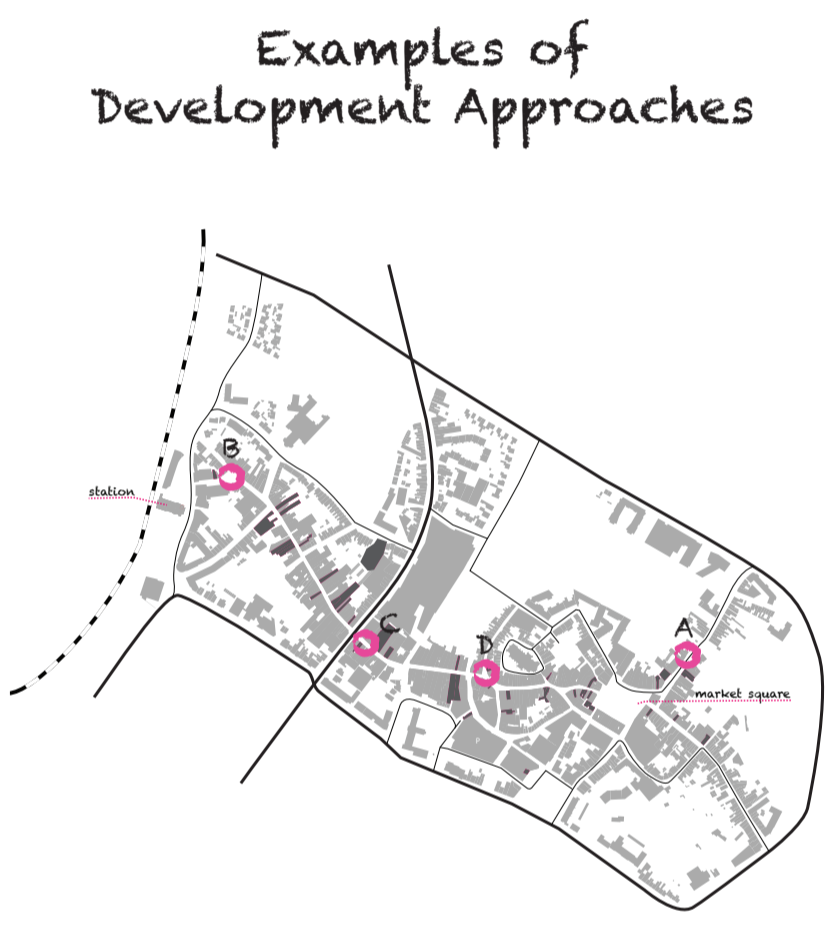 Examples of
Development Approaches
B
station
C
D
A
market square